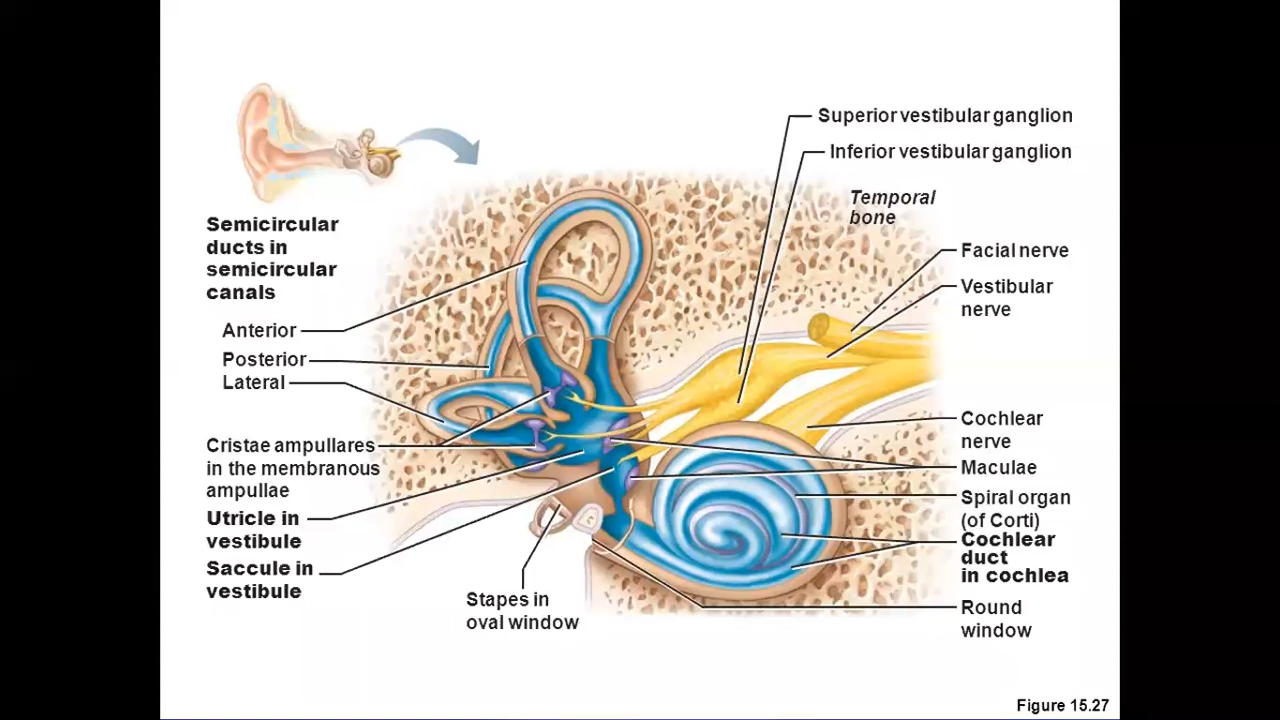 Superior vestibular ganglion
Inferior vestibular ganglion
Temporal
bone
Semicircular
ducts in
semicircular
canals
Facial nerve
Vestibular
nerve
Anterior
Posterior
Lateral
Cristae ampullares
in the membranous
ampullae
Utricle in
vestibule
Saccule in
vestibule
Stapes in
oval window
Cochlear
nerve
Maculae
Spiral organ
(of Corti)
Cochlear
duct
in cochlea
Round
window
Figure 15.27